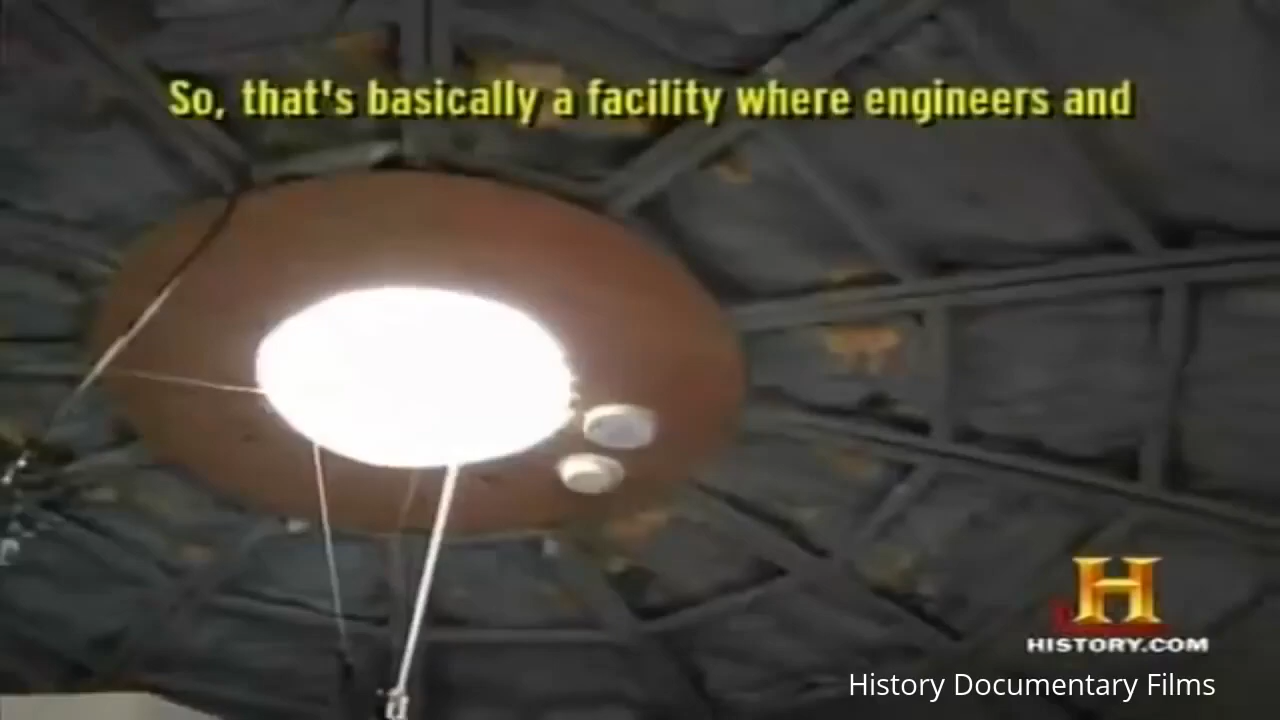 So, that's basically a facility where engineers and
H
HISTORY.COM
History Documentary Films